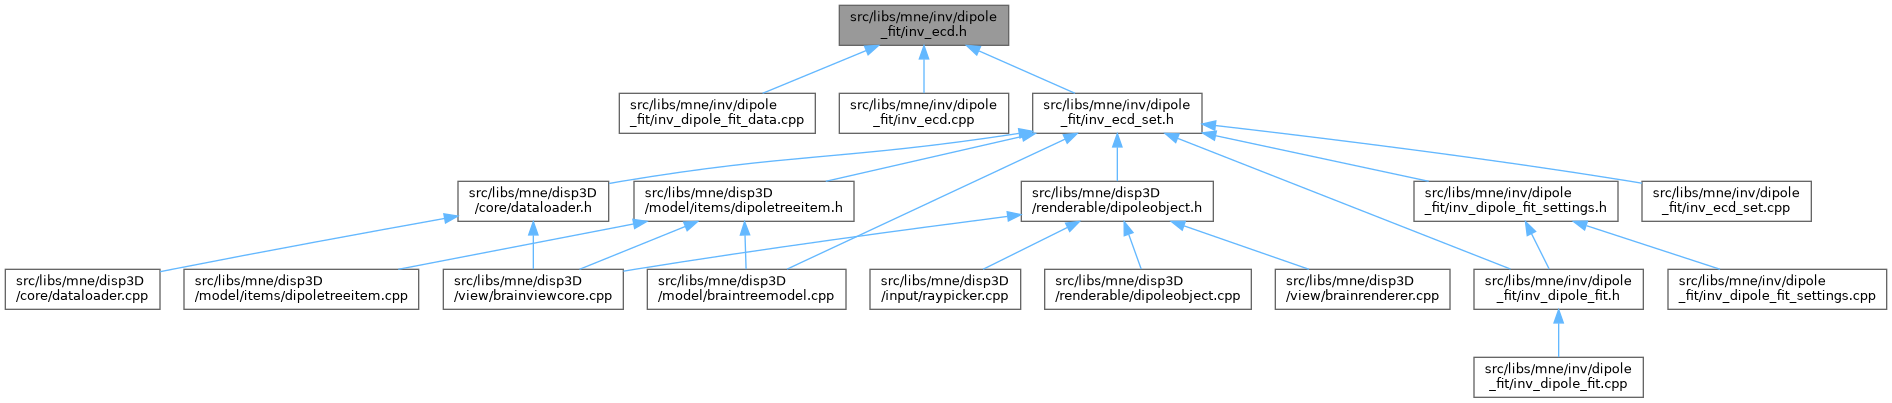 src/libs/mne/inv/dipole
_fit/inv_ecd.h
src/libs/mne/inv/dipole
_fit/inv_dipole_fit_data.cpp
src/libs/mne/inv/dipole
_fit/inv_ecd.cpp
src/libs/mne/inv/dipole
_fit/inv_ecd_set.h
src/libs/mne/disp3D
/core/dataloader.h
src/libs/mne/disp3D
/model/items/dipoletreeitem.h
src/libs/mne/disp3D
/renderable/dipoleobject.h
src/libs/mne/inv/dipole
_fit/inv_dipole_fit_settings.h
src/libs/mne/inv/dipole
_fit/inv_ecd_set.cpp
src/libs/mne/disp3D
/core/dataloader.cpp
src/libs/mne/disp3D
/model/items/dipoletreeitem.cpp
src/libs/mne/disp3D
/view/brainviewcore.cpp
src/libs/mne/disp3D
/model/braintreemodel.cpp
src/libs/mne/disp3D
/input/raypicker.cpp
src/libs/mne/disp3D
/renderable/dipoleobject.cpp
src/libs/mne/disp3D
/view/brainrenderer.cpp
src/libs/mne/inv/dipole
_fit/inv_dipole_fit.h
src/libs/mne/inv/dipole
_fit/inv_dipole_fit_settings.cpp
src/libs/mne/inv/dipole
_fit/inv_dipole_fit.cpp